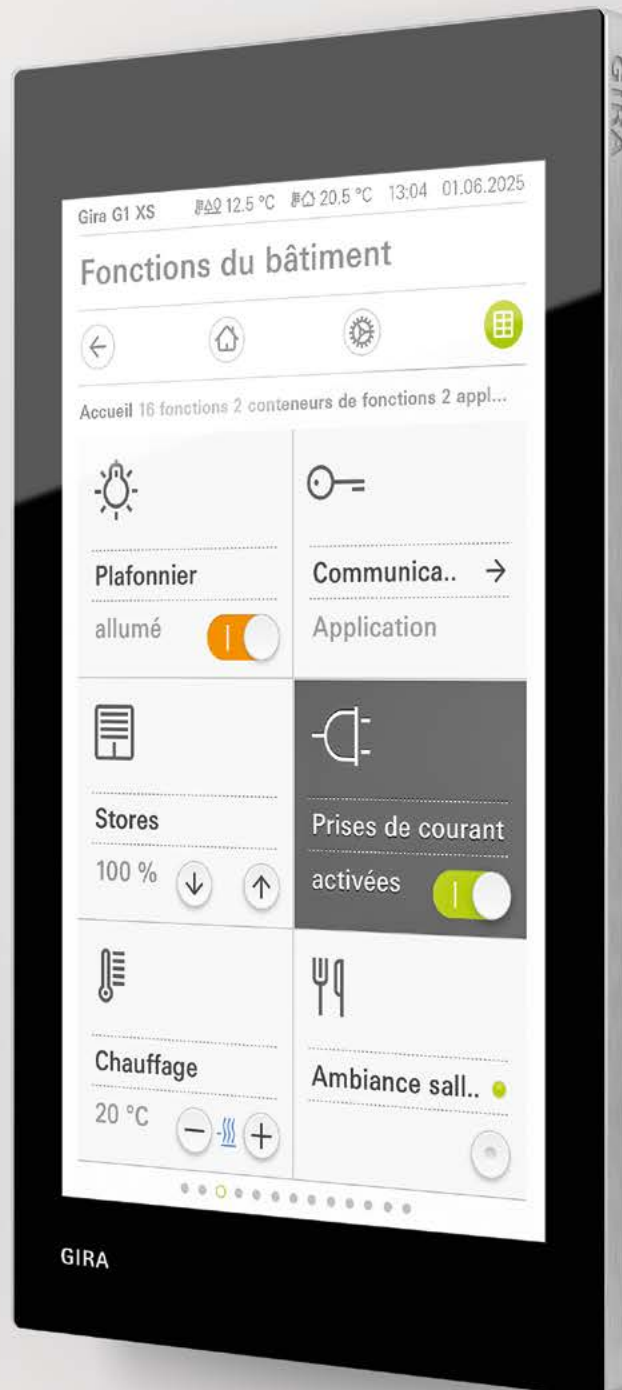 GIRA
Gira G1 XS 12.5 °C 20.5 °C 13:04 01.06.2025
Fonctions du bâtiment
Accueil 16 fonctions 2 conteneurs de fonctions 2 appl...
Plafonnier
allumé
Communica..
Application
Stores
100 %
Prises de courant
activées
Chauffage
20 °C
Ambiance sall..
GIRA